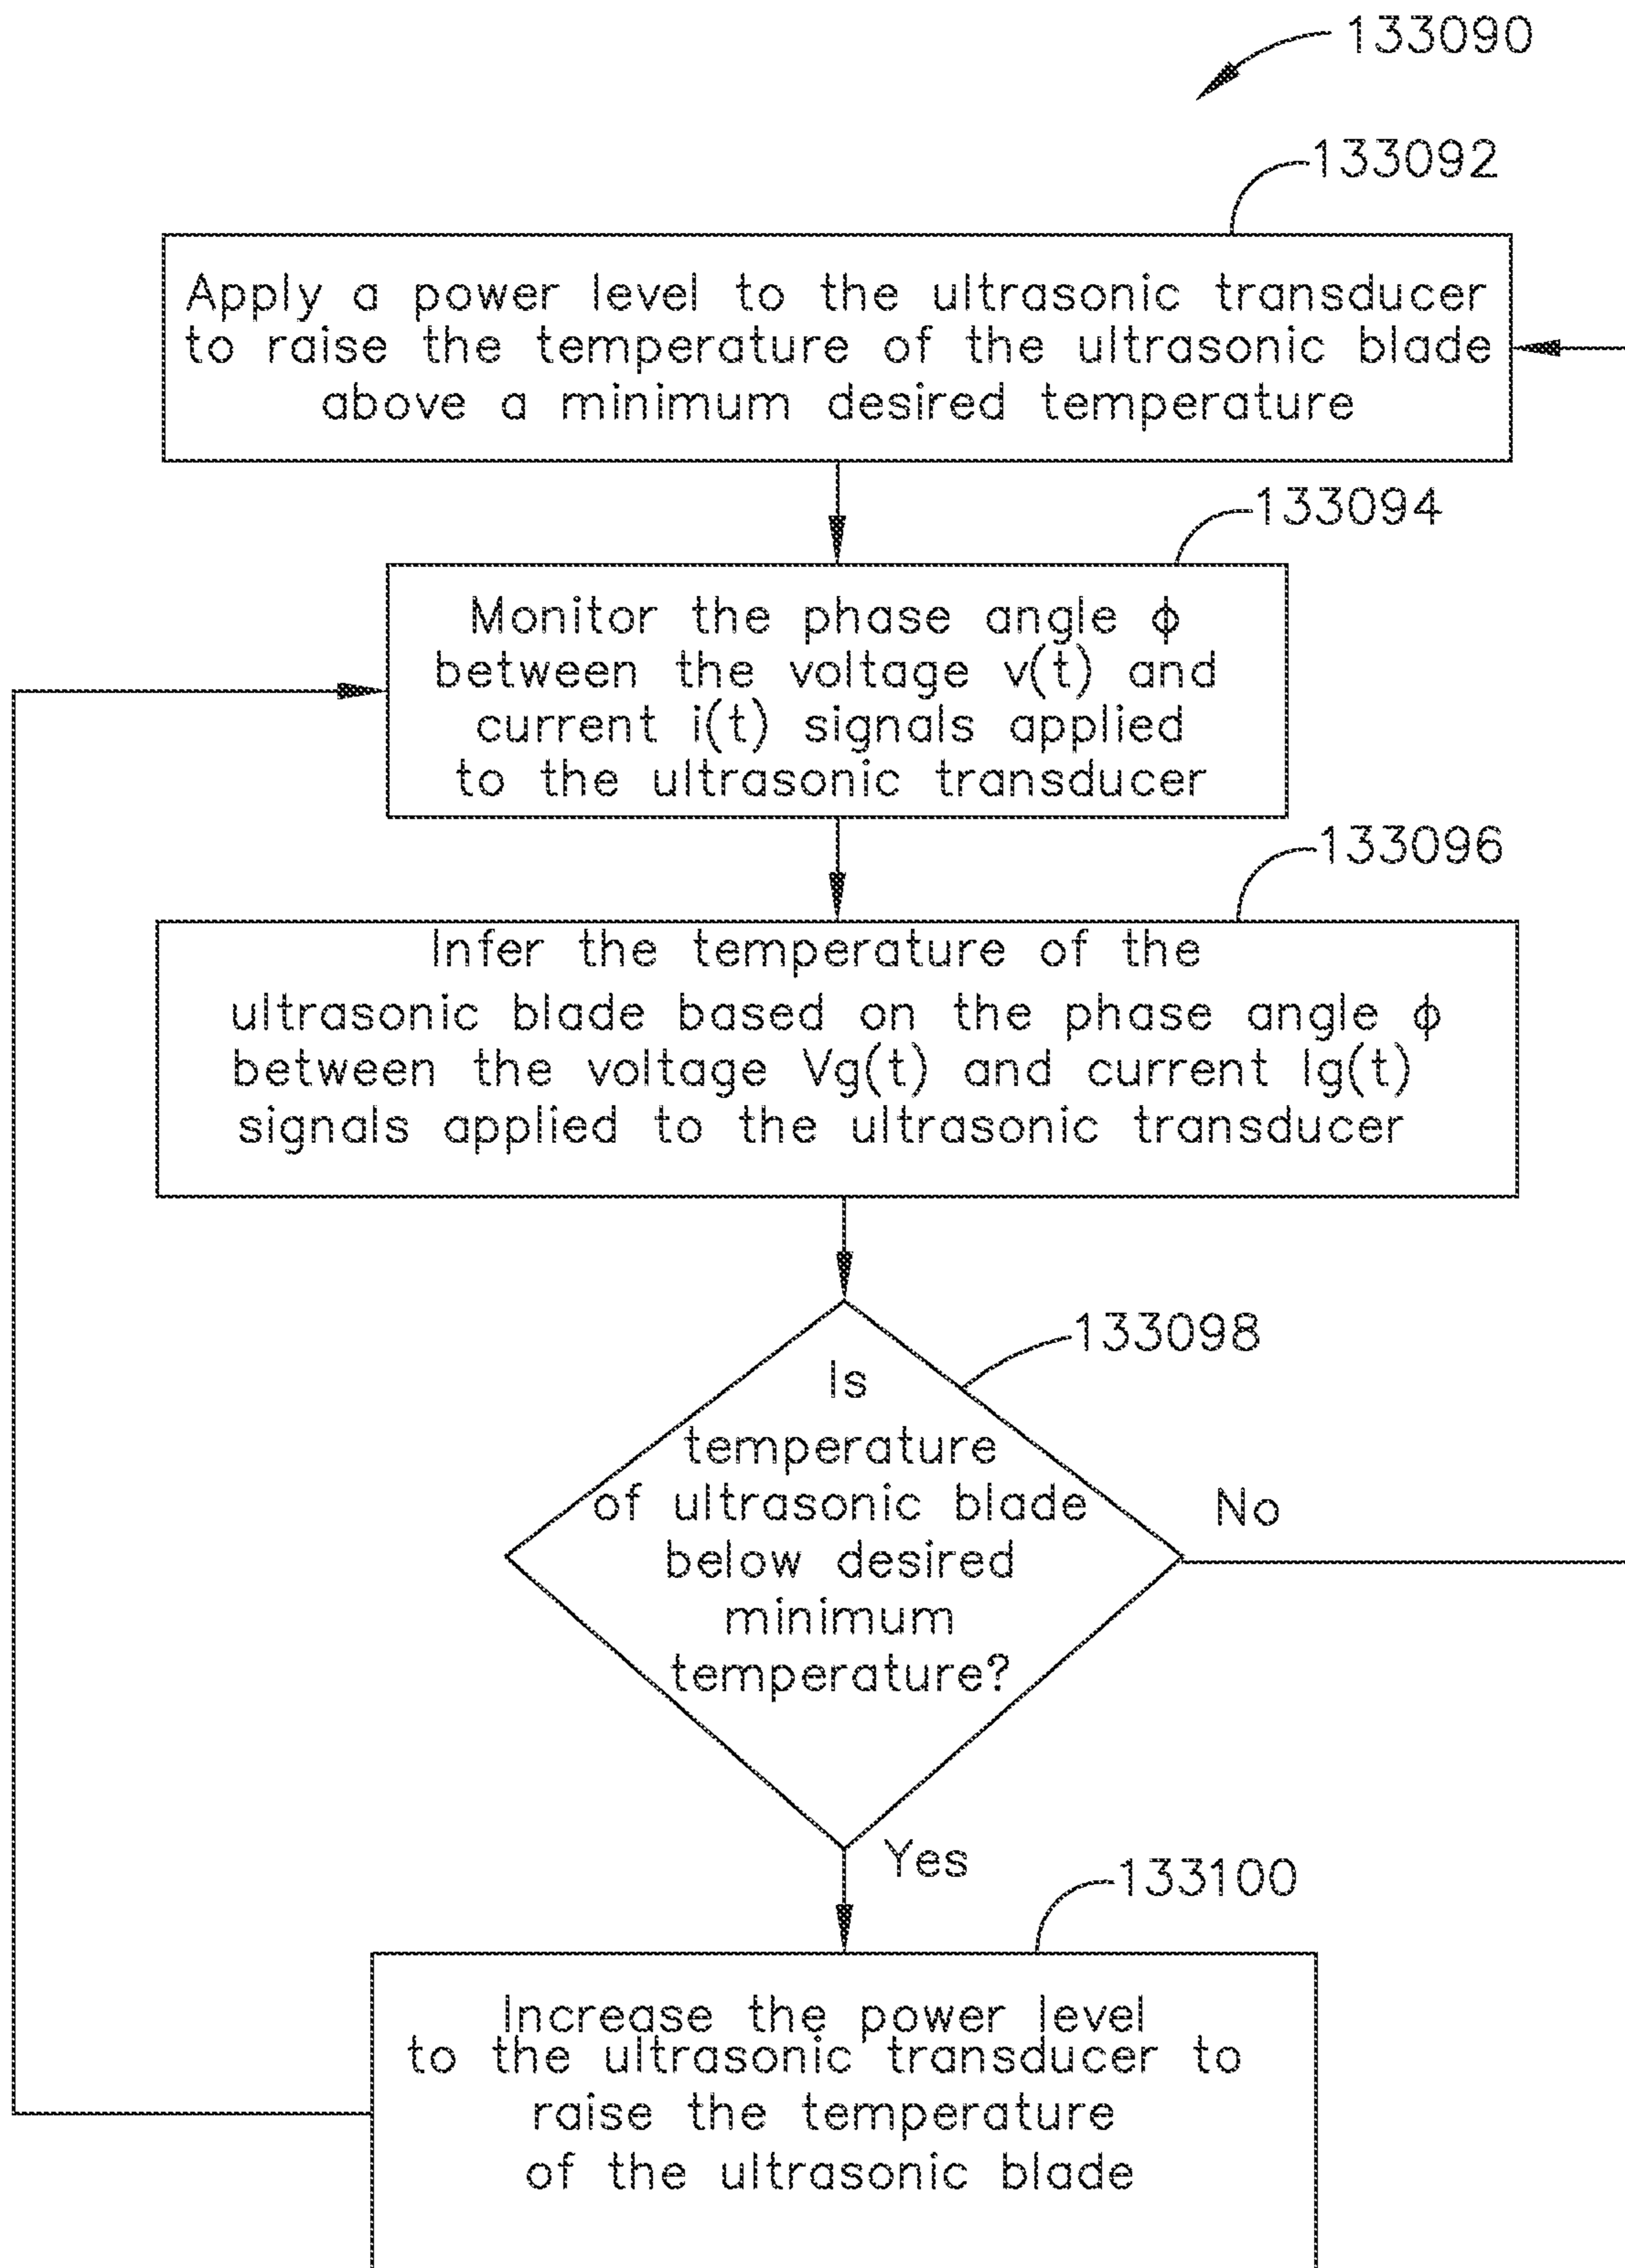 133090
133092
Apply a power level to the ultrasonic transducer
to raise the temperature of the ultrasonic blade
above a minimum desired temperature
133094
Monitor the phase angle ϕ
between the voltage v(t) and
current i(t) signals applied
to the ultrasonic transducer
133096
Infer the temperature of the
ultrasonic blade based on the phase angle ϕ
between the voltage Vg(t) and current Ig(t)
signals applied to the ultrasonic transducer
133098
Is
temperature
of ultrasonic blade
below desired
minimum
temperature?
No
Yes
133100
Increase the power level
to the ultrasonic transducer to
raise the temperature
of the ultrasonic blade